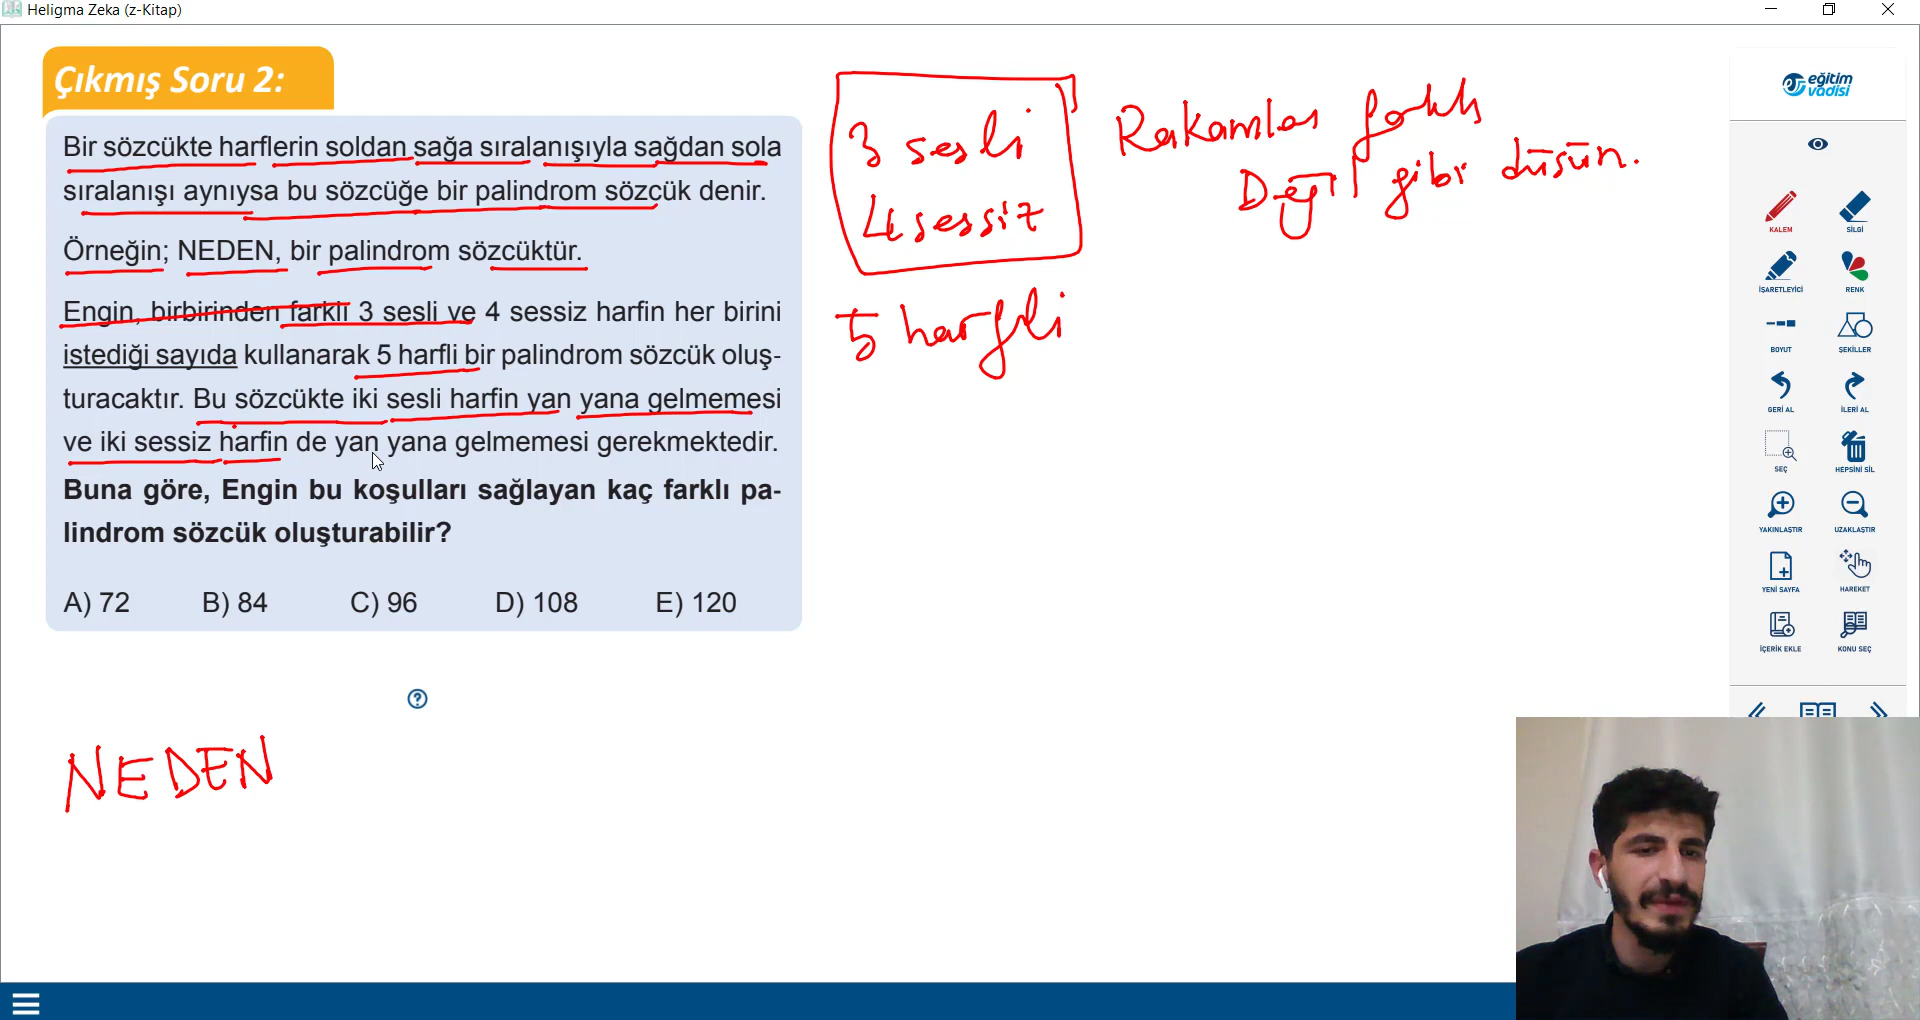 Heligma Zeka (z-Kitap)
Çıkmış Soru 2:
Bir sözcükte harflerin soldan sağa sıralanışıyla sağdan sola
sıralanışı aynıysa bu sözcüğe bir palindrom sözcük denir.
Örneğin; NEDEN, bir palindrom sözcüktür.
Engin, birbirinden farklı 3 sesli ve 4 sessiz harfin her birini
istediği sayıda kullanarak 5 harfli bir palindrom sözcük oluş-
turacaktır. Bu sözcükte iki sesli harfin yan yana gelmemesi
ve iki sessiz harfin de yan yana gelmemesi gerekmektedir.
Buna göre, Engin bu koşulları sağlayan kaç farklı pa-
lindrom sözcük oluşturabilir?
A) 72 B) 84 C) 96 D) 108 E) 120
NEDEN
3 sesli
4 sessiz
5 harfli
Rakamlar farklı
Değil gibi düşün.
eğitim
vadisi
KALEM SİLGİ
İŞARETLEYİCİ RENK
BOYUT ŞEKİLLER
GERİ AL İLERİ AL
SEÇ HEPSİNİ SİL
YAKINLAŞTIR UZAKLAŞTIR
YENİ SAYFA HAREKET
İÇERİK EKLE KONU SEÇ